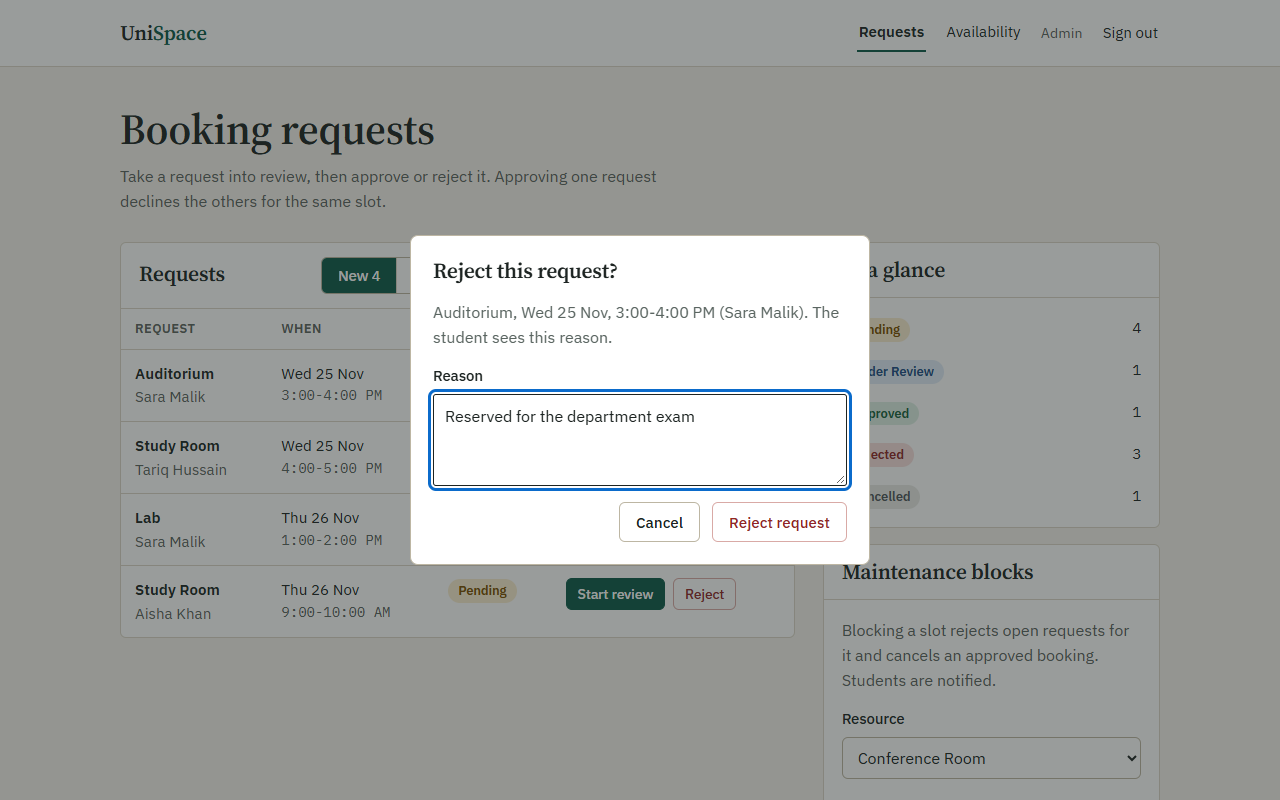 UniSpace
Requests
Availability
Admin
Sign out
Booking requests
Take a request into review, then approve or reject it. Approving one request
declines the others for the same slot.
Requests
New 4
REQUEST
WHEN
Auditorium
Sara Malik
Wed 25 Nov
3:00-4:00 PM
Study Room
Tariq Hussain
Wed 25 Nov
4:00-5:00 PM
Lab
Sara Malik
Thu 26 Nov
1:00-2:00 PM
Study Room
Aisha Khan
Thu 26 Nov
9:00-10:00 AM
Pending
Start review
Reject
Reject this request?
Auditorium, Wed 25 Nov, 3:00-4:00 PM (Sara Malik). The
student sees this reason.
Reason
Reserved for the department exam
Cancel
Reject request
a glance
4
Review
1
1
3
1
Maintenance blocks
Blocking a slot rejects open requests for
it and cancels an approved booking.
Students are notified.
Resource
Conference Room